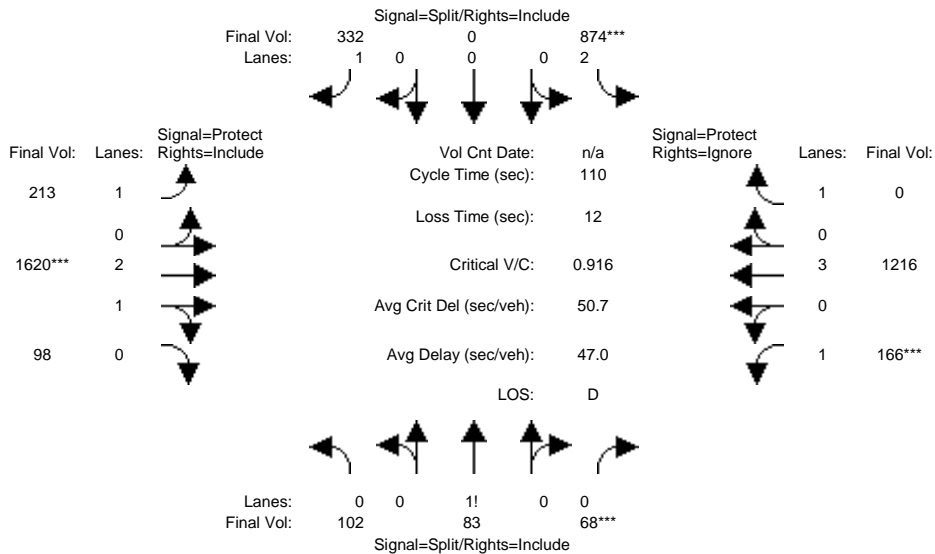 Signal=Split/Rights=Include
Final Vol: 332 0 874***
Lanes: 1 0 0 0 2
Signal=Protect Signal=Protect
Final Vol: Lanes: Rights=Include Vol Cnt Date: n/a Rights=Ignore Lanes: Final Vol:
Cycle Time (sec): 110
213 1 1 0
Loss Time (sec): 12
0 0
1620*** 2 Critical V/C: 0.916 3 1216
1 Avg Crit Del (sec/veh): 50.7 0
98 0 Avg Delay (sec/veh): 47.0 1 166***
LOS: D
Lanes: 0 0 1! 0 0
Final Vol: 102 83 68***
Signal=Split/Rights=Include